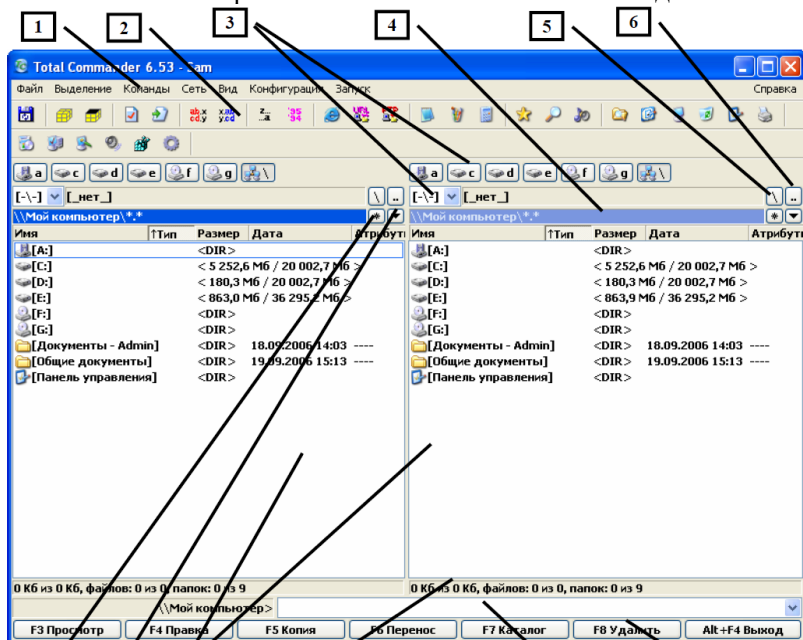 1 2 3 4 5 6
Total Commander 6.53 - Sam
Файл Выделение Команды Сеть Вид Конфигурации Запуск Справка
a c d e f g \ a c d e f g \
[-\-] [_нет_] \ .. [-\-] [_нет_] \ ..
\\Мой компьютер\*.* * \\Мой компьютер\*.* *
Имя ↑Тип Размер Дата Атрибуты Имя ↑Тип Размер Дата Атрибуты
[A:] <DIR> [A:] <DIR>
[C:] < 5 252,6 Мб / 20 002,7 Мб > [C:] < 5 252,6 Мб / 20 002,7 Мб >
[D:] < 180,3 Мб / 20 002,7 Мб > [D:] < 180,3 Мб / 20 002,7 Мб >
[E:] < 863,0 Мб / 36 295,2 Мб > [E:] < 863,9 Мб / 36 295,2 Мб >
[F:] <DIR> [F:] <DIR>
[G:] <DIR> [G:] <DIR>
[Документы - Admin] <DIR> 18.09.2006 14:03 ---- [Документы - Admin] <DIR> 18.09.2006 14:03 ----
[Общие документы] <DIR> 19.09.2006 15:13 ---- [Общие документы] <DIR> 19.09.2006 15:13 ----
[Панель управления] <DIR> [Панель управления] <DIR>
0 Кб из 0 Кб, файлов: 0 из 0, папок: 0 из 9 0 Кб из 0 Кб, файлов: 0 из 0, папок: 0 из 9
\\Мой компьютер>
F3 Просмотр F4 Правка F5 Копия F6 Перенос F7 Каталог F8 Удалить Alt+F4 Выход